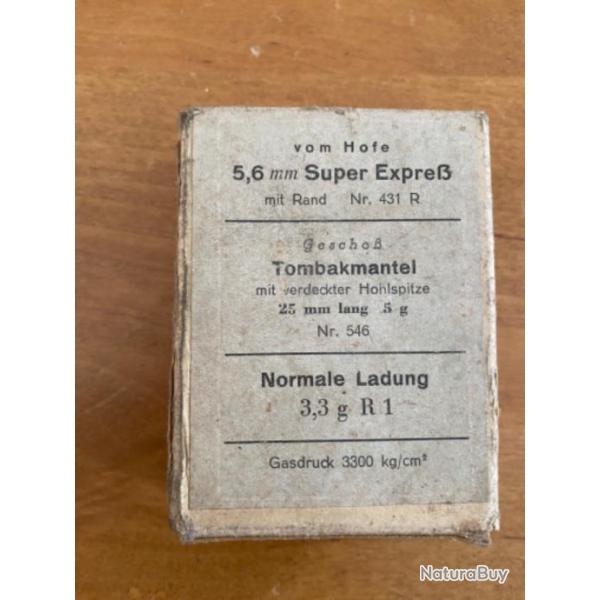 vom Hofe
5,6 mm Super Expreß
mit Rand Nr. 431 R
Geschoß
Tombakmantel
mit verdeckter Hohlspitze
25 mm lang 5 g
Nr. 546
Normale Ladung
3,3 g R 1
Gasdruck 3300 kg/cm²
NaturaBuy